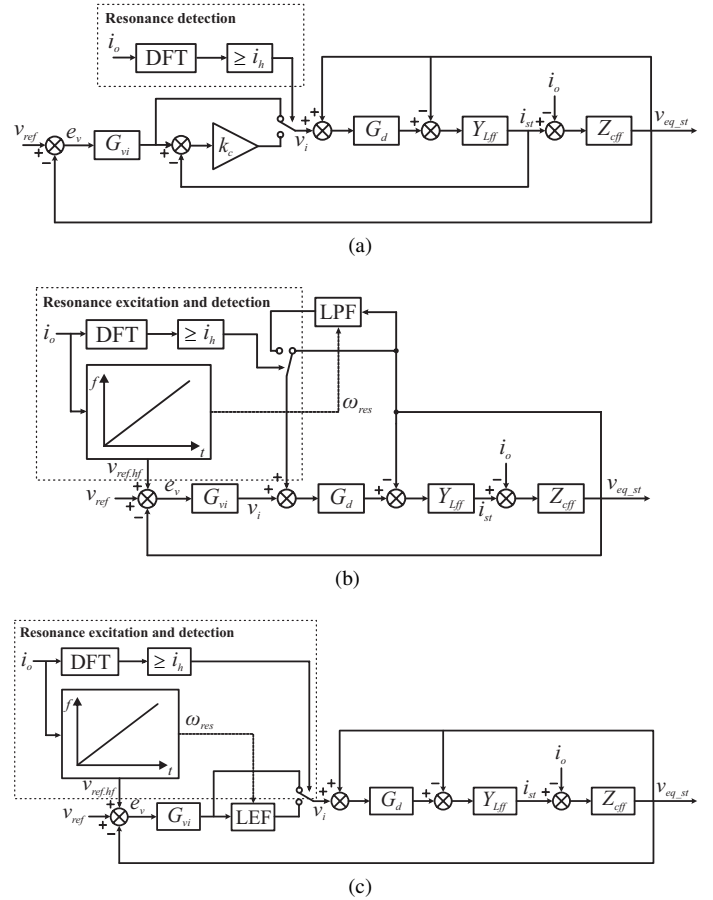 Resonance detection
i_o
DFT
≥ i_h
i_o
v_ref
e_v
G_vi
k_c
v_i
G_d
Y_Lff
i_st
Z_cff
v_eq_st
+
−
+
−
+
+
+
−
+
−
(a)
Resonance excitation and detection
LPF
i_o
DFT
≥ i_h
f
t
ω_res
v_ref.hf
i_o
v_ref
e_v
G_vi
v_i
G_d
Y_Lff
i_st
Z_cff
v_eq_st
+
+
−
+
+
+
−
+
−
(b)
Resonance excitation and detection
i_o
DFT
≥ i_h
f
t
ω_res
v_ref.hf
i_o
v_ref
e_v
G_vi
LEF
v_i
G_d
Y_Lff
i_st
Z_cff
v_eq_st
+
+
−
+
+
+
−
+
−
(c)